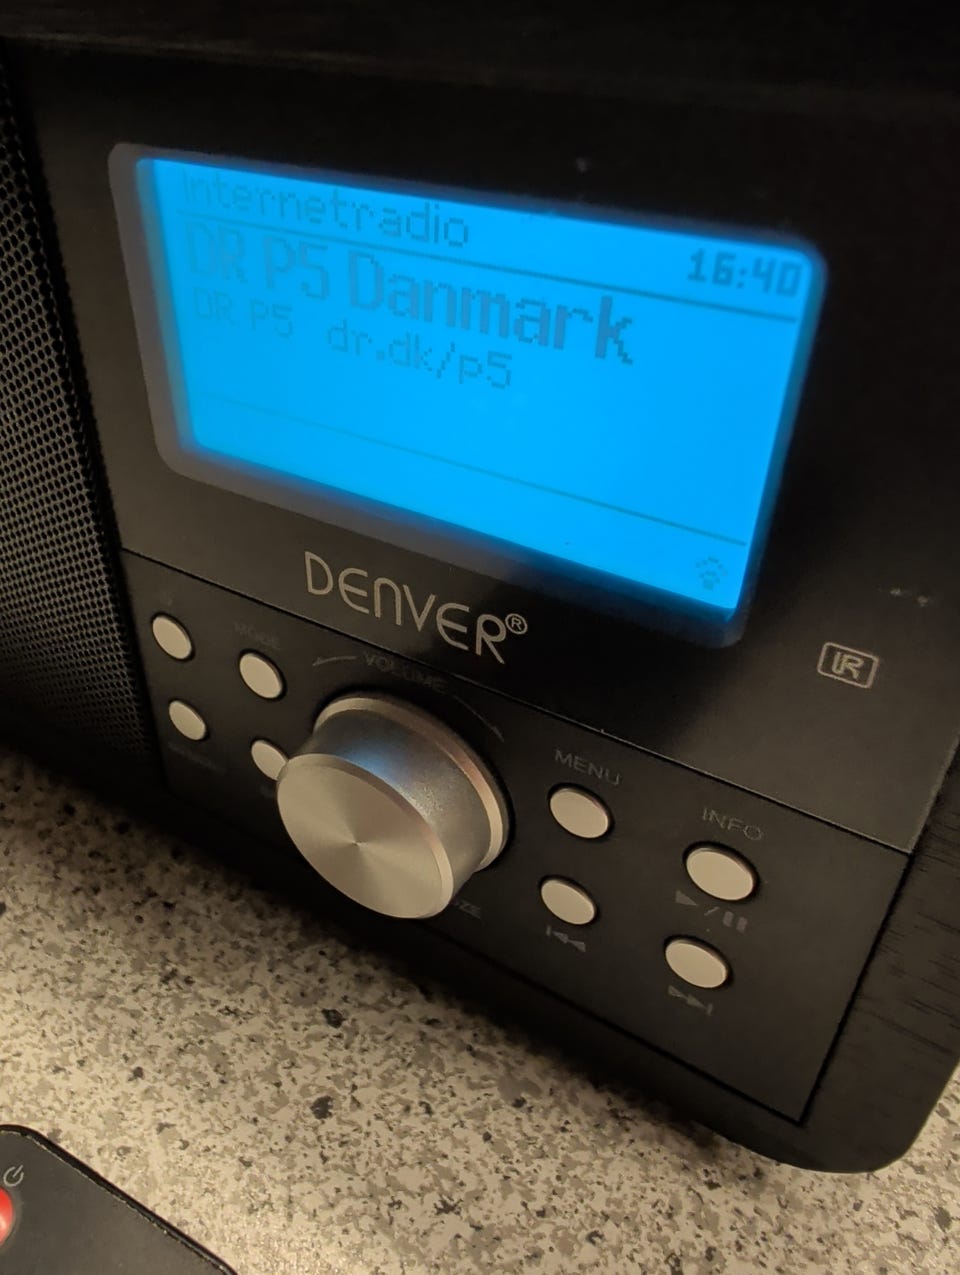 Internetradio
16:40
DR P5 Danmark
DR P5 dr.dk/p5
DENVER®
IR
MODE
VOLUME
MENU
INFO